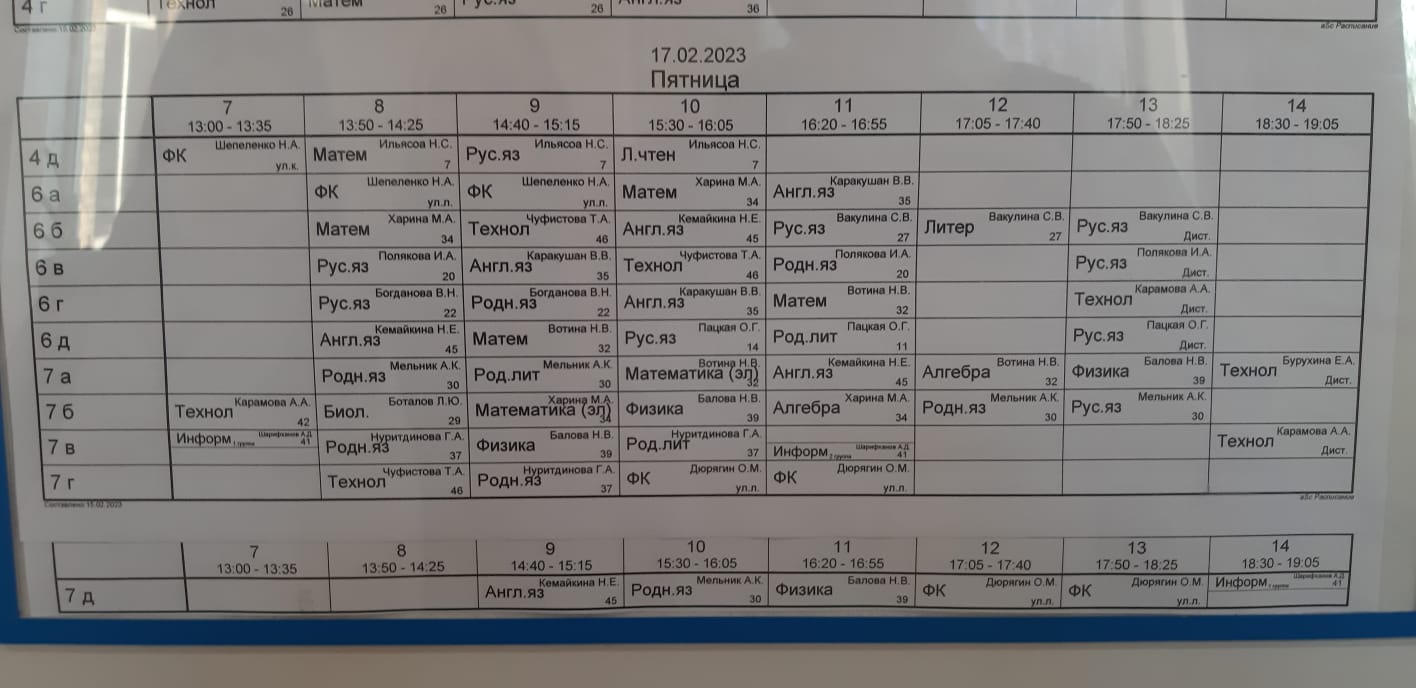 4 г Технол 26 Матем 26 Рус.яз 26 Англ.яз 36
Составлено: 15.02.2023 aSc Расписание
17.02.2023
Пятница
7 8 9 10 11 12 13 14
13:00 - 13:35 13:50 - 14:25 14:40 - 15:15 15:30 - 16:05 16:20 - 16:55 17:05 - 17:40 17:50 - 18:25 18:30 - 19:05
4 д ФК Шепеленко Н.А. ул.к. Матем Ильясоа Н.С. 7 Рус.яз Ильясоа Н.С. 7 Л.чтен Ильясоа Н.С. 7
6 а ФК Шепеленко Н.А. ул.л. ФК Шепеленко Н.А. ул.л. Матем Харина М.А. 34 Англ.яз Каракушан В.В. 35
6 б Матем Харина М.А. 34 Технол Чуфистова Т.А. 46 Англ.яз Кемайкина Н.Е. 45 Рус.яз Вакулина С.В. 27 Литер Вакулина С.В. 27 Рус.яз Вакулина С.В. Дист.
6 в Рус.яз Полякова И.А. 20 Англ.яз Каракушан В.В. 35 Технол Чуфистова Т.А. 46 Родн.яз Полякова И.А. 20 Рус.яз Полякова И.А. Дист.
6 г Рус.яз Богданова В.Н. 22 Родн.яз Богданова В.Н. 22 Англ.яз Каракушан В.В. 35 Матем Вотина Н.В. 32 Технол Карамова А.А. Дист.
6 д Англ.яз Кемайкина Н.Е. 45 Матем Вотина Н.В. 32 Рус.яз Пацкая О.Г. 14 Род.лит Пацкая О.Г. 11 Рус.яз Пацкая О.Г. Дист.
7 а Родн.яз Мельник А.К. 30 Род.лит Мельник А.К. 30 Математика (эл) Вотина Н.В. 32 Англ.яз Кемайкина Н.Е. 45 Алгебра Вотина Н.В. 32 Физика Балова Н.В. 39 Технол Бурухина Е.А. Дист.
7 б Технол Карамова А.А. 42 Биол. Боталов Л.Ю. 29 Математика (эл) Харина М.А. 34 Физика Балова Н.В. 39 Алгебра Харина М.А. 34 Родн.яз Мельник А.К. 30 Рус.яз Мельник А.К. 30
7 в Информ 1 группа 41 Родн.яз Нуритдинова Г.А. 37 Физика Балова Н.В. 39 Род.лит Нуритдинова Г.А. 37 Информ 2 группа 41 Технол Карамова А.А. Дист.
7 г Технол Чуфистова Т.А. 46 Родн.яз Нуритдинова Г.А. 37 ФК Дюрягин О.М. ул.л. ФК Дюрягин О.М. ул.л.
Составлено: 15.02.2023 aSc Расписание
7 8 9 10 11 12 13 14
13:00 - 13:35 13:50 - 14:25 14:40 - 15:15 15:30 - 16:05 16:20 - 16:55 17:05 - 17:40 17:50 - 18:25 18:30 - 19:05
7 д Англ.яз Кемайкина Н.Е. 45 Родн.яз Мельник А.К. 30 Физика Балова Н.В. 39 ФК Дюрягин О.М. ул.л. ФК Дюрягин О.М. ул.л. Информ 41